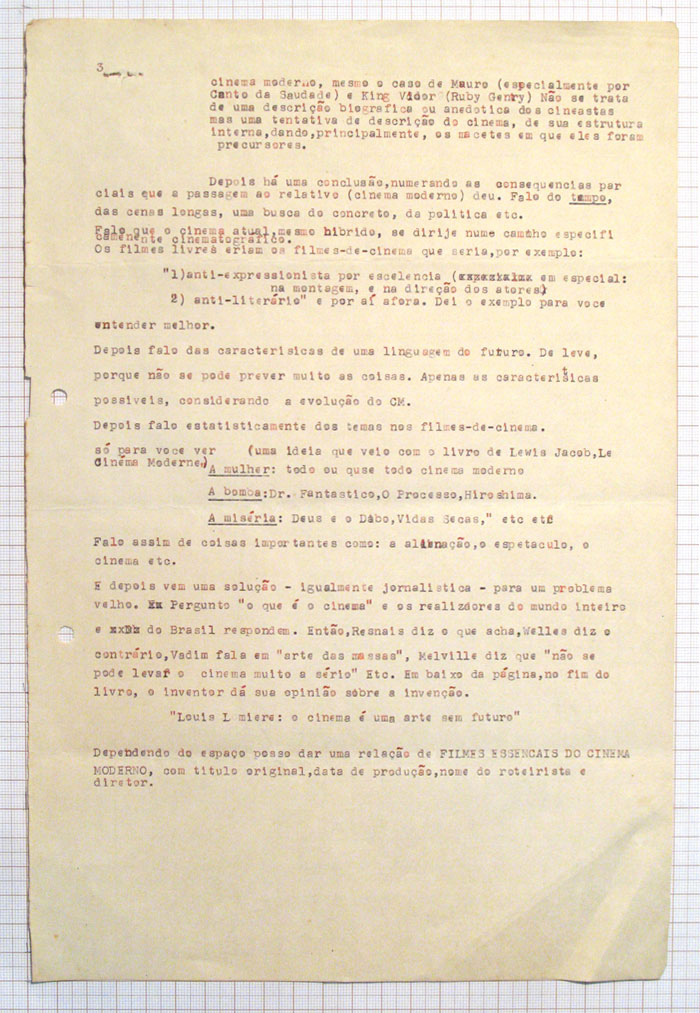 3
cinema moderno, mesmo o caso de Mauro (especialmente por
Canto da Saudade) e King Vidor (Ruby Gentry) Não se trata
de uma descrição biografica ou anedotica dos cineastas
mas uma tentativa de descrição do cinema, de sua estrutura
interna,dando,principalmente, os macetes em que eles foram
precursores.
Depois há uma conclusão,numerando as consequencias par
ciais que a passagem ao relativo (cinema moderno) deu. Falo do tempo,
das cenas longas, uma busca do concreto, da politica etc.
Falo que o cinema atual,mesmo hibrido, se dirije nume camúho especifi
camenente cinematográfico.
Os filmes livres eriam os filmes-de-cinema que seria,por exemplo:
"1)anti-expressionista por escelencia ( em especial:
na montagem, e na direção dos atores)
2) anti-literário" e por aí afora. Dei o exemplo para voce
entender melhor.
Depois falo das caracterisicas de uma linguagem do futuro. De leve,
porque não se pode prever muito as coisas. Apenas as caracteristicas
possiveis, considerando a evolução do CM.
Depois falo estatisticamente dos temas nos filmes-de-cinema.
só para voce ver (uma ideia que veio com o livro de Lewis Jacob,Le
Cinéma Moderne,)
A mulher: todo ou quse todo cinema moderno
A bomba:Dr. Fantastico,O Processo,Hiroshima.
A miséria: Deus e o Dabo,Vidas Secas," etc etc
Falo assim de coisas importantes como: a alienação,o espetaculo, o
cinema etc.
E depois vem uma solução - igualmente jornalistica - para um problema
velho. Ex Pergunto "o que é o cinema" e os realizdores do mundo inteiro
e do Brasil respondem. Então,Resnais diz o que acha,Welles diz o
contrário,Vadim fala em "arte das massas", Melville diz que "não se
pode levar o cinema muito a sério" Etc. Em baixo da página,no fim do
livro, o inventor dá sua opinião sôbre a invenção.
"Louis L miere: o cinema é uma arte sem futuro"
Dependendo do espaço posso dar uma relação de FILMES ESSENCAIS DO CINEMA
MODERNO, com titulo original,data de produção,nome do roteirista e
diretor.